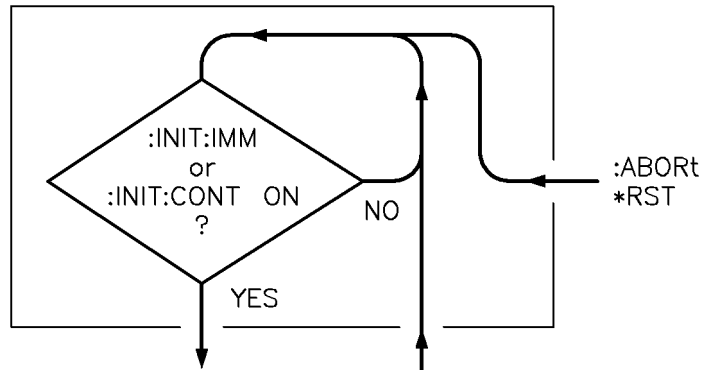 :INIT:IMM
or
:INIT:CONT ON
?
NO
YES
:ABORt
*RST